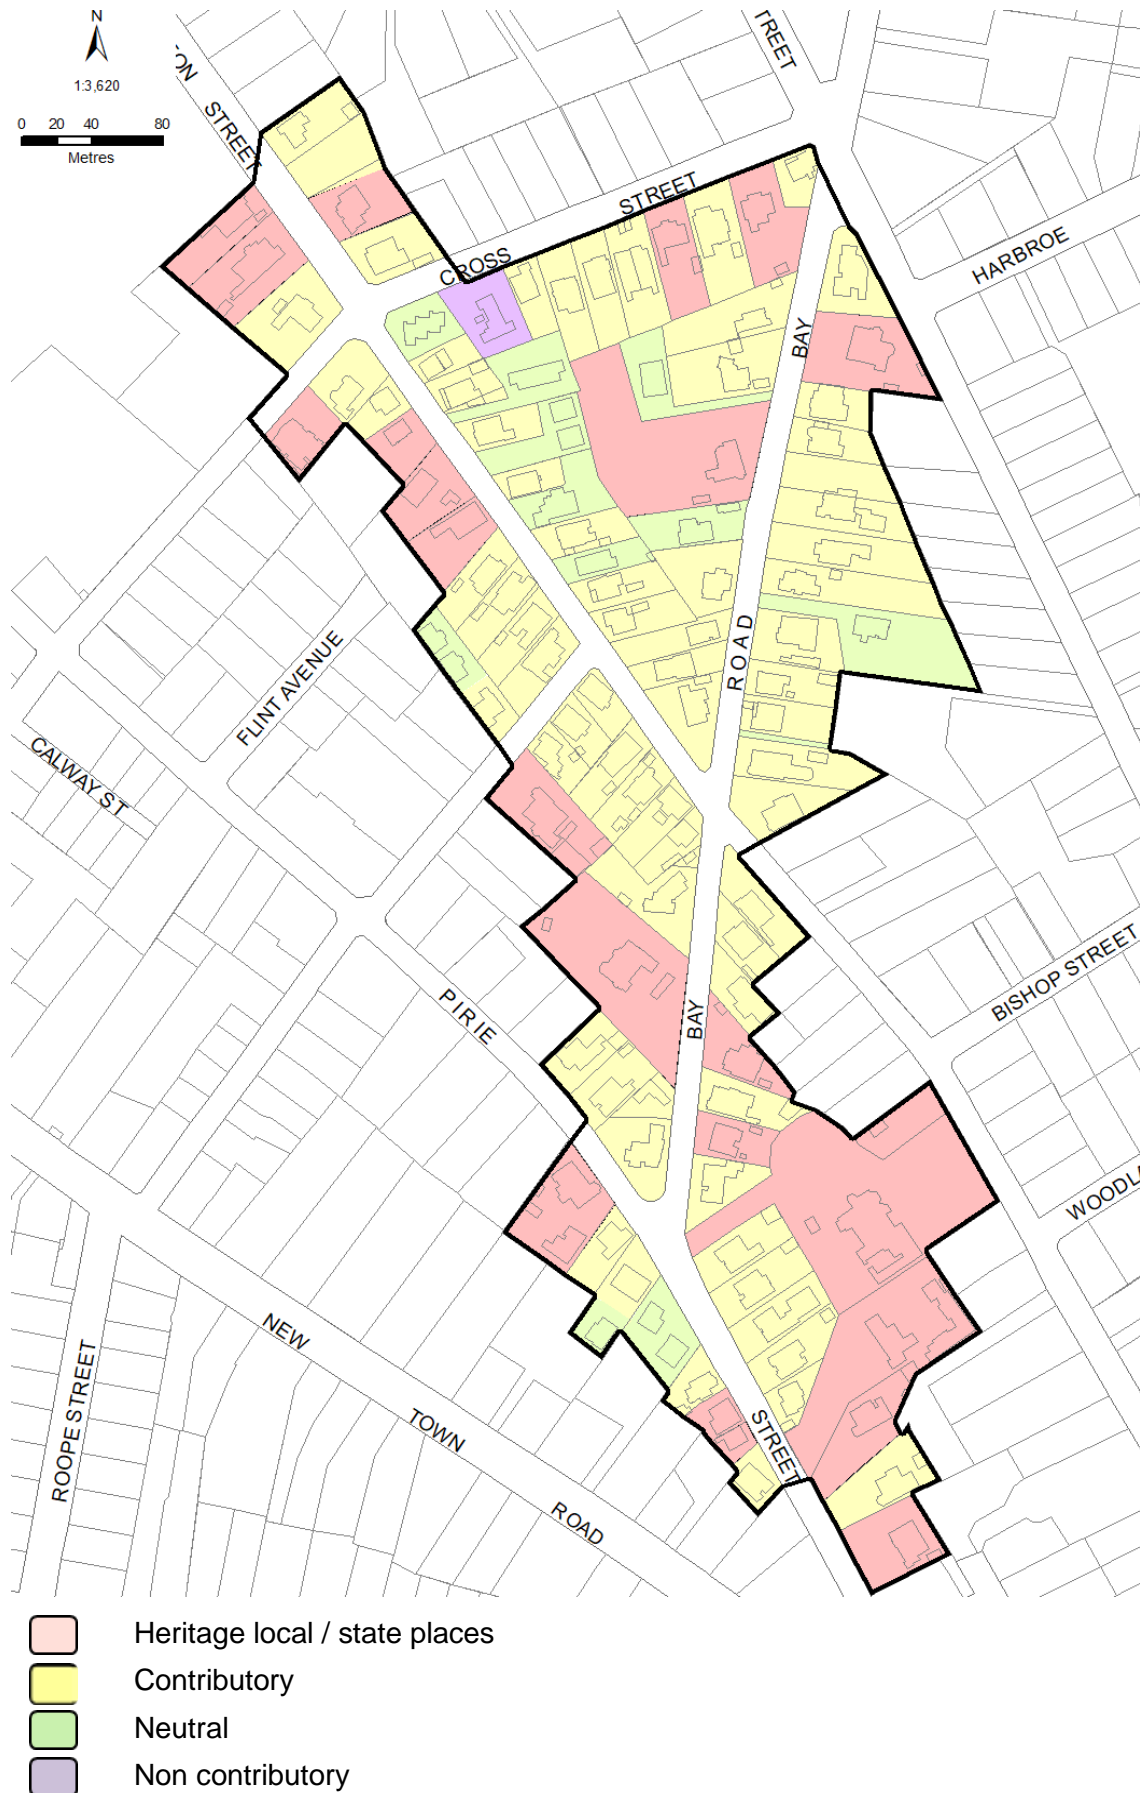 N
1:3,620
0 20 40 80
Metres
ON STREET
TREET
CROSS STREET
HARBROE
BAY ROAD
FLINT AVENUE
CALWAY ST
BISHOP STREET
PIRIE
BAY
WOODLA
NEW TOWN ROAD
ROOPE STREET
STREET
Heritage local / state places
Contributory
Neutral
Non contributory